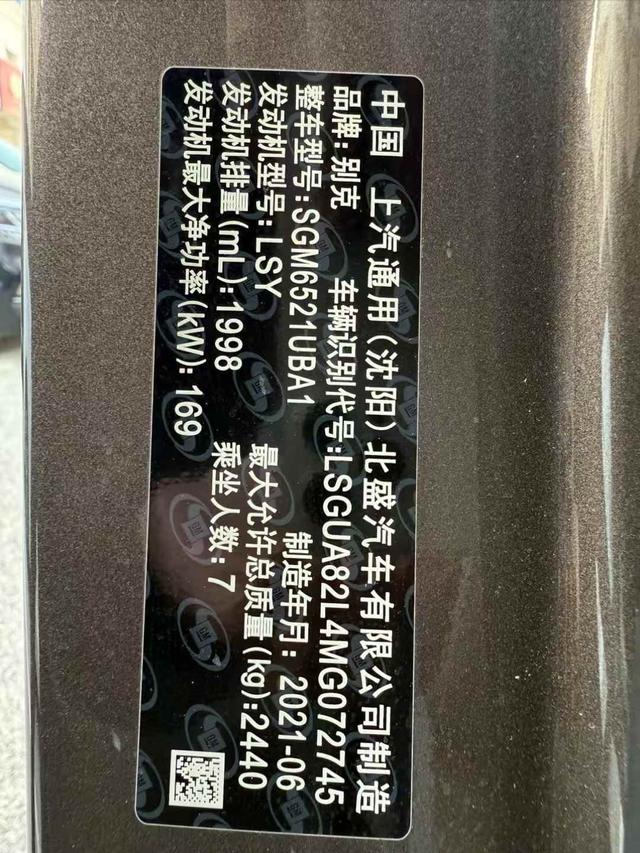 中国 上汽通用(沈阳)北盛汽车有限公司制造
品牌:别克 车辆识别代号:LSGUA82L4MG072745
整车型号:SGM6521UBA1 制造年月: 2021-06
发动机型号: LSY 最大允许总质量(kg):2440
发动机排量(mL):1998 乘坐人数: 7
发动机最大净功率(kW): 169